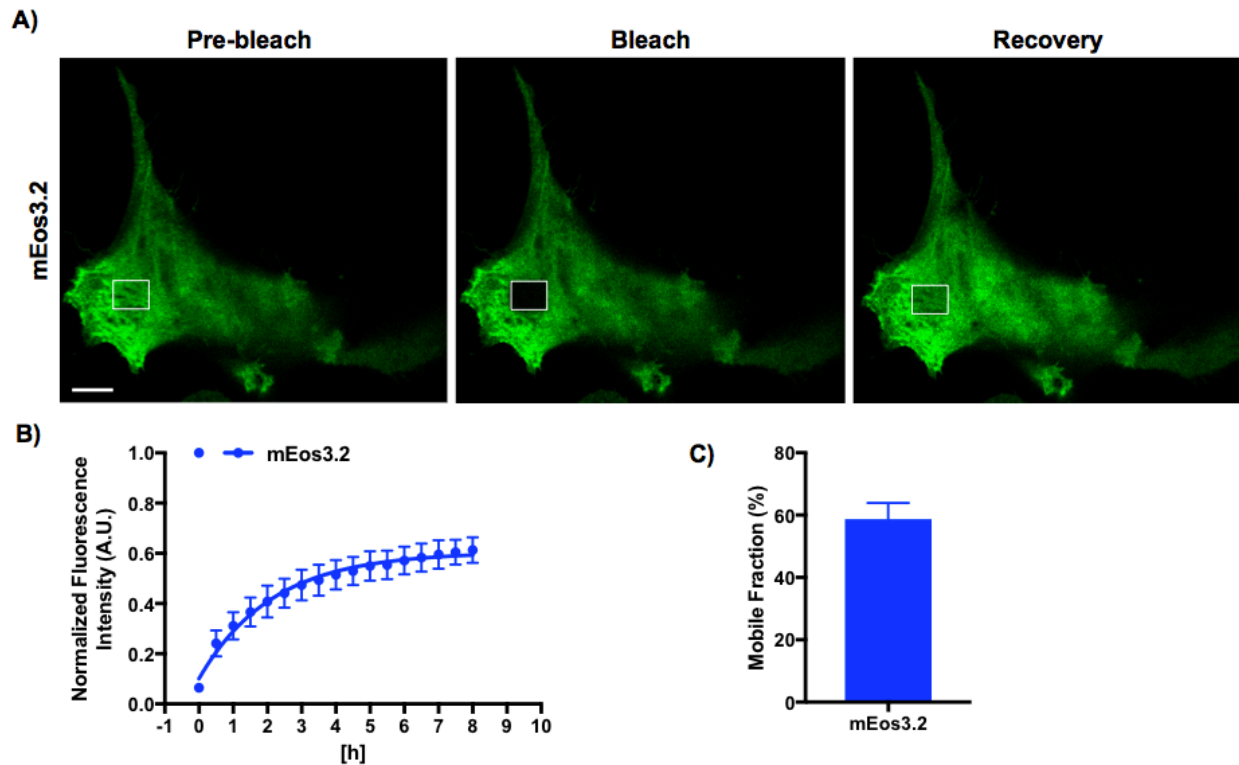 A)
Pre-bleach Bleach Recovery
mEos3.2
B)
Normalized Fluorescence
Intensity (A.U.)
1.0
0.8
0.6
0.4
0.2
0.0
mEos3.2
-1 0 1 2 3 4 5 6 7 8 9 10
[h]
C)
Mobile Fraction (%)
80
60
40
20
0
mEos3.2